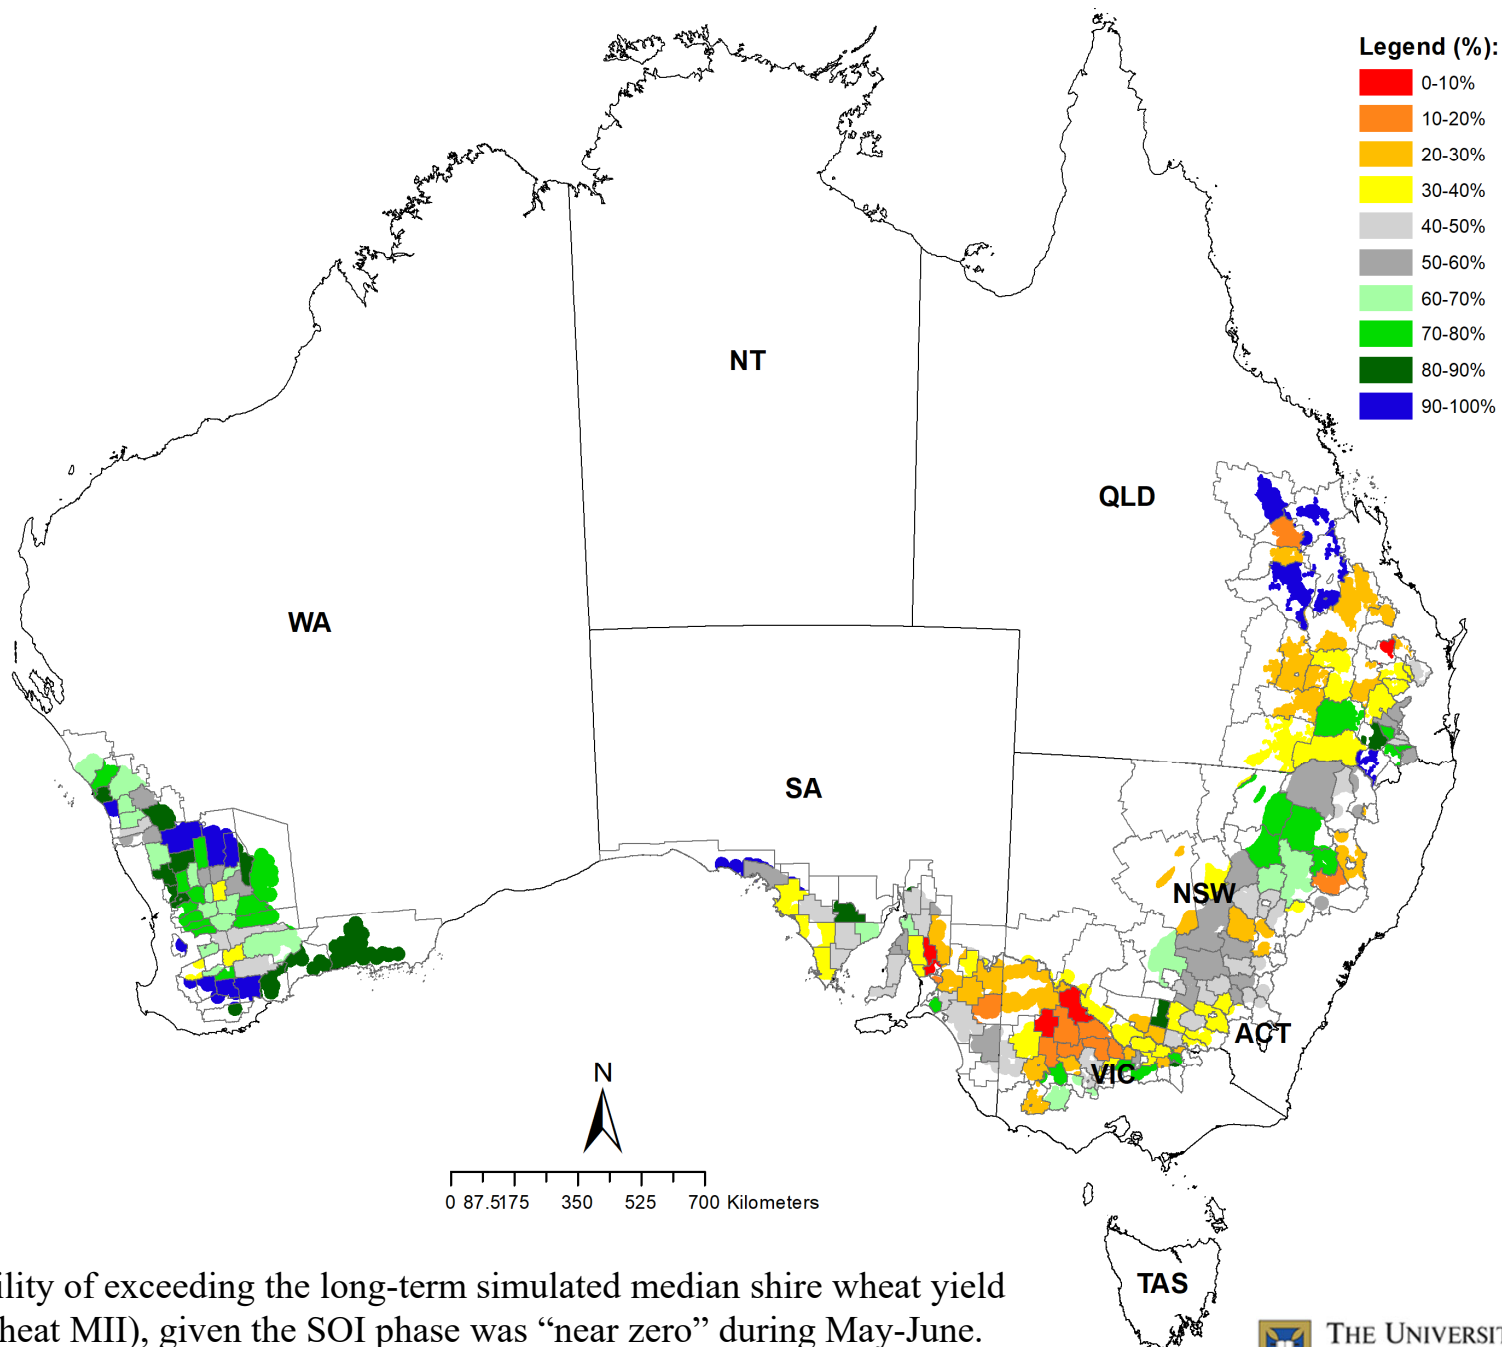 Legend (%):
0-10%
10-20%
20-30%
30-40%
40-50%
50-60%
60-70%
70-80%
80-90%
90-100%
NT
QLD
WA
SA
NSW
ACT
VIC
N
0 87.5175 350 525 700 Kilometers
TAS
ility of exceeding the long-term simulated median shire wheat yield
heat MII), given the SOI phase was “near zero” during May-June.
THE UNIVERSIT